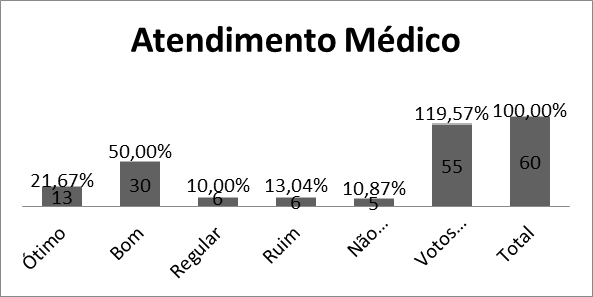 Atendimento Médico
119,57% 100,00%
50,00%
21,67% 10,00% 13,04% 10,87%
13 30 6 6 5 55 60
Ótimo Bom Regular Ruim Não... Votos... Total